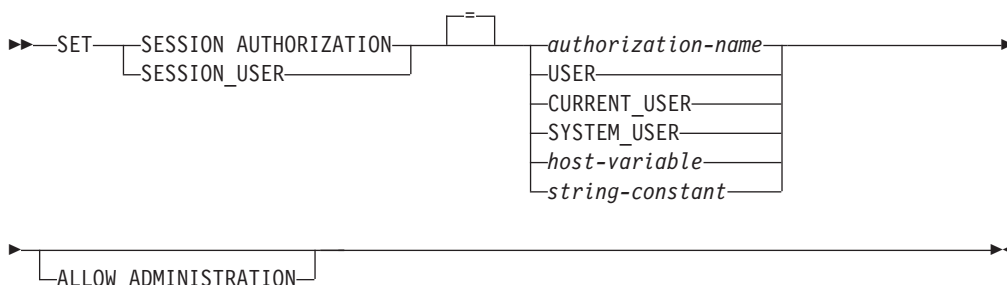 =
SET SESSION AUTHORIZATION authorization-name
SESSION_USER USER
CURRENT_USER
SYSTEM_USER
host-variable
string-constant
ALLOW ADMINISTRATION